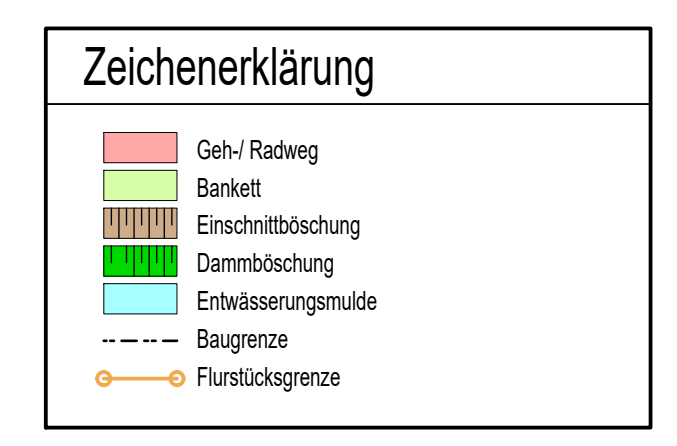 Zeichenerklärung
Geh-/ Radweg
Bankett
Einschnittböschung
Dammböschung
Entwässerungsmulde
Baugrenze
Flurstücksgrenze